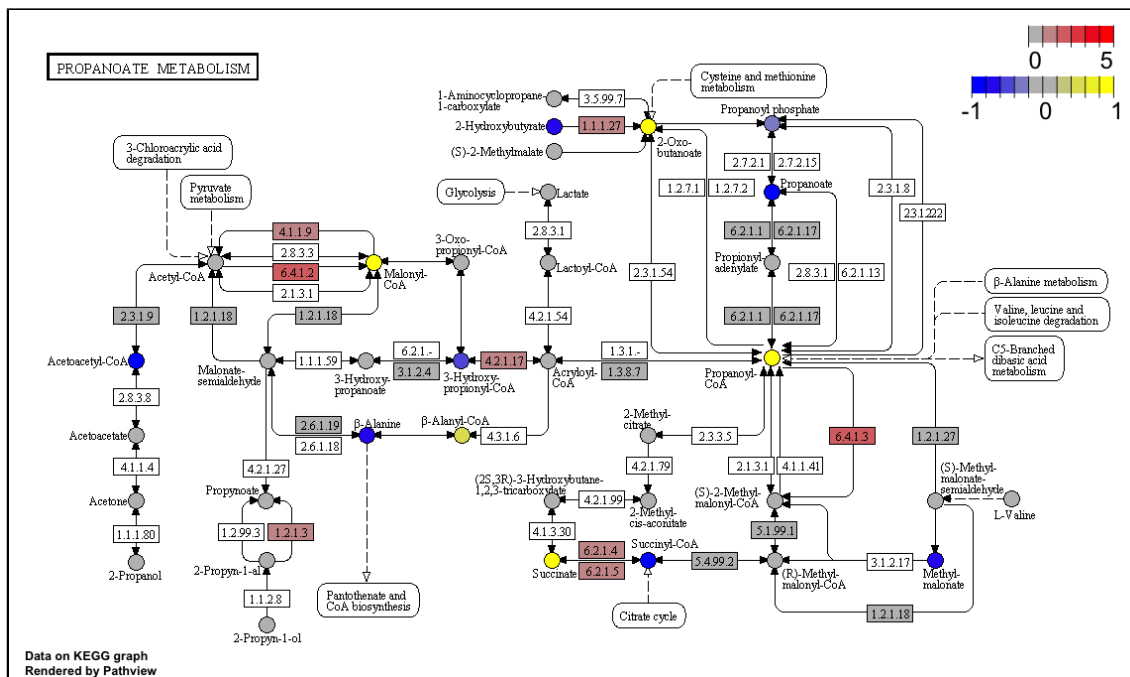 PROPANOATE METABOLISM
0 5
-1 0 1
Cysteine and methionine
metabolism
1-Aminocyclopropane-
1-carboxylate
3.5.99.7
Propanoyl phosphate
2-Hydroxybutyrate
1.1.1.27
2-Oxo-
butanoate
(S)-2-Methylmalate
3-Chloroacrylic acid
degradation
Pyruvate
metabolism
Glycolysis
Lactate
2.7.2.1
2.7.2.15
1.2.7.1
1.2.7.2
Propanoate
2.3.1.8
2.3.1.222
4.1.1.9
2.8.3.3
6.4.1.2
2.1.3.1
Acetyl-CoA
Malonyl-
CoA
3-Oxo-
propionyl-CoA
2.8.3.1
Lactoyl-CoA
6.2.1.1
6.2.1.17
Propionyl-
adenylate
2.3.1.54
2.8.3.1
6.2.1.13
β-Alanine metabolism
Valine, leucine and
isoleucine degradation
C5-Branched
dibasic acid
metabolism
2.3.1.9
1.2.1.18
1.2.1.18
4.2.1.54
6.2.1.1
6.2.1.17
Acetoacetyl-CoA
Malonate-
semialdehyde
1.1.1.59
3-Hydroxy-
propanoate
6.2.1.-
3.1.2.4
3-Hydroxy-
propionyl-CoA
4.2.1.17
Acryloyl-
CoA
1.3.1.-
1.3.8.7
Propanoyl-
CoA
2.8.3.8
Acetoacetate
2.6.1.19
2.6.1.18
β-Alanine
β-Alanyl-CoA
4.3.1.6
2-Methyl-
citrate
2.3.3.5
6.4.1.3
1.2.1.27
4.1.1.4
Acetone
4.2.1.27
Propynoate
4.2.1.79
2.1.3.1
4.1.1.41
(2S,3R)-3-Hydroxybutane-
1,2,3-tricarboxylate
4.2.1.99
2-Methyl-
cis-aconitate
(S)-2-Methyl-
malonyl-CoA
(S)-Methyl-
malonate-
semialdehyde
L-Valine
1.1.1.80
2-Propanol
1.2.99.3
1.2.1.3
2-Propyn-1-al
4.1.3.30
5.1.99.1
Succinate
6.2.1.4
6.2.1.5
Succinyl-CoA
5.4.99.2
(R)-Methyl-
malonyl-CoA
3.1.2.17
Methyl-
malonate
1.1.2.8
2-Propyn-1-ol
Pantothenate and
CoA biosynthesis
Citrate cycle
1.2.1.18
Data on KEGG graph
Rendered by Pathview